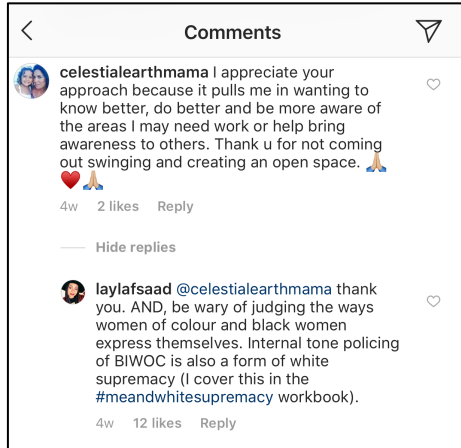 Comments
celestialearthmama I appreciate your
approach because it pulls me in wanting to
know better, do better and be more aware of
the areas I may need work or help bring
awareness to others. Thank u for not coming
out swinging and creating an open space. 🙏🏼
♥️🙏🏼
4w 2 likes Reply
Hide replies
laylafsaad @celestialearthmama thank
you. AND, be wary of judging the ways
women of colour and black women
express themselves. Internal tone policing
of BIWOC is also a form of white
supremacy (I cover this in the
#meandwhitesupremacy workbook).
4w 12 likes Reply